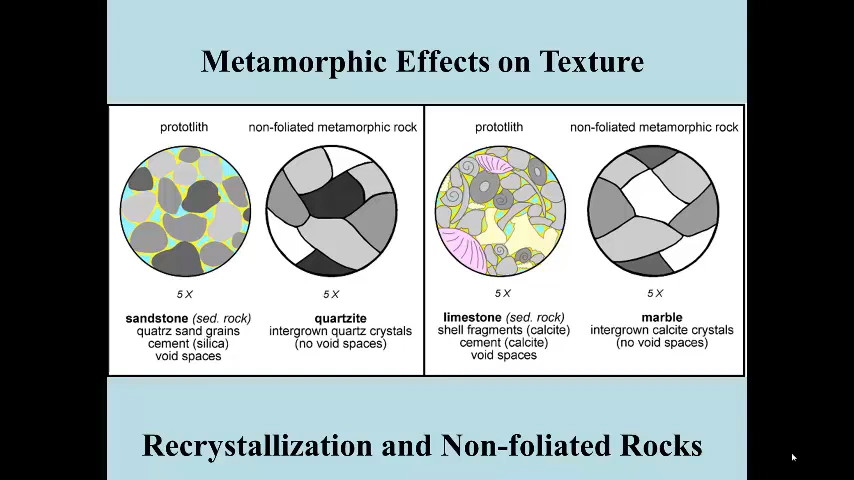 Metamorphic Effects on Texture
prototlith
non-foliated metamorphic rock
5 X
5 X
sandstone (sed. rock)
quatrz sand grains
cement (silica)
void spaces
quartzite
intergrown quartz crystals
(no void spaces)
prototlith
non-foliated metamorphic rock
5 X
5 X
limestone (sed. rock)
shell fragments (calcite)
cement (calcite)
void spaces
marble
intergrown calcite crystals
(no void spaces)
Recrystallization and Non-foliated Rocks